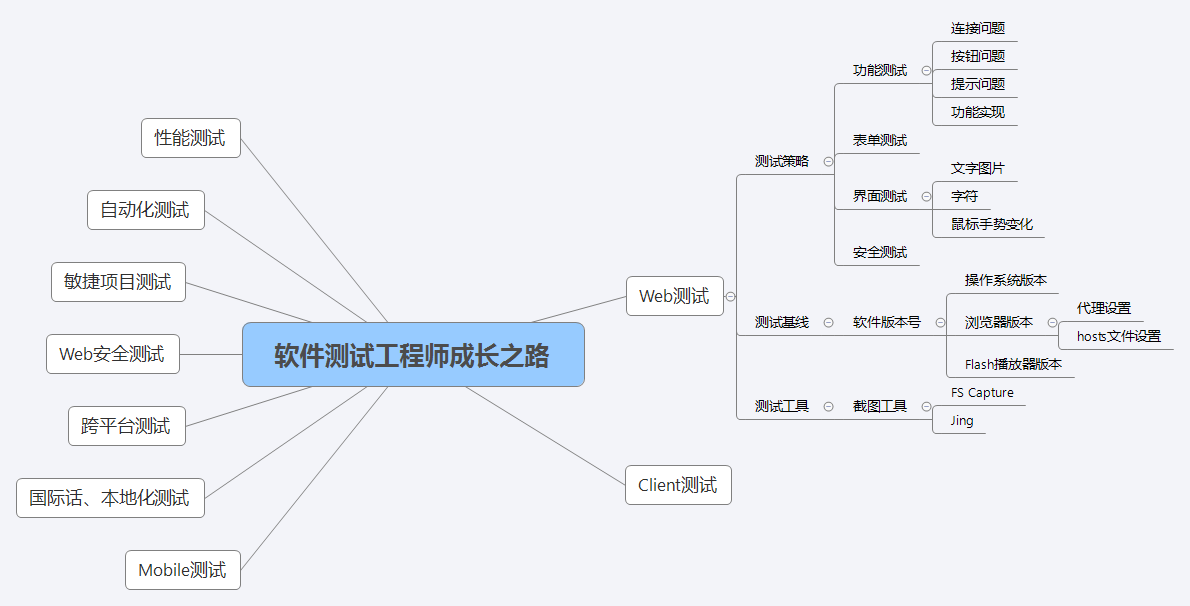 软件测试工程师成长之路
性能测试
自动化测试
敏捷项目测试
Web安全测试
跨平台测试
国际话、本地化测试
Mobile测试
Web测试
测试策略
功能测试
连接问题
按钮问题
提示问题
功能实现
表单测试
界面测试
文字图片
字符
鼠标手势变化
安全测试
测试基线
软件版本号
操作系统版本
浏览器版本
代理设置
hosts文件设置
Flash播放器版本
测试工具
截图工具
FS Capture
Jing
Client测试